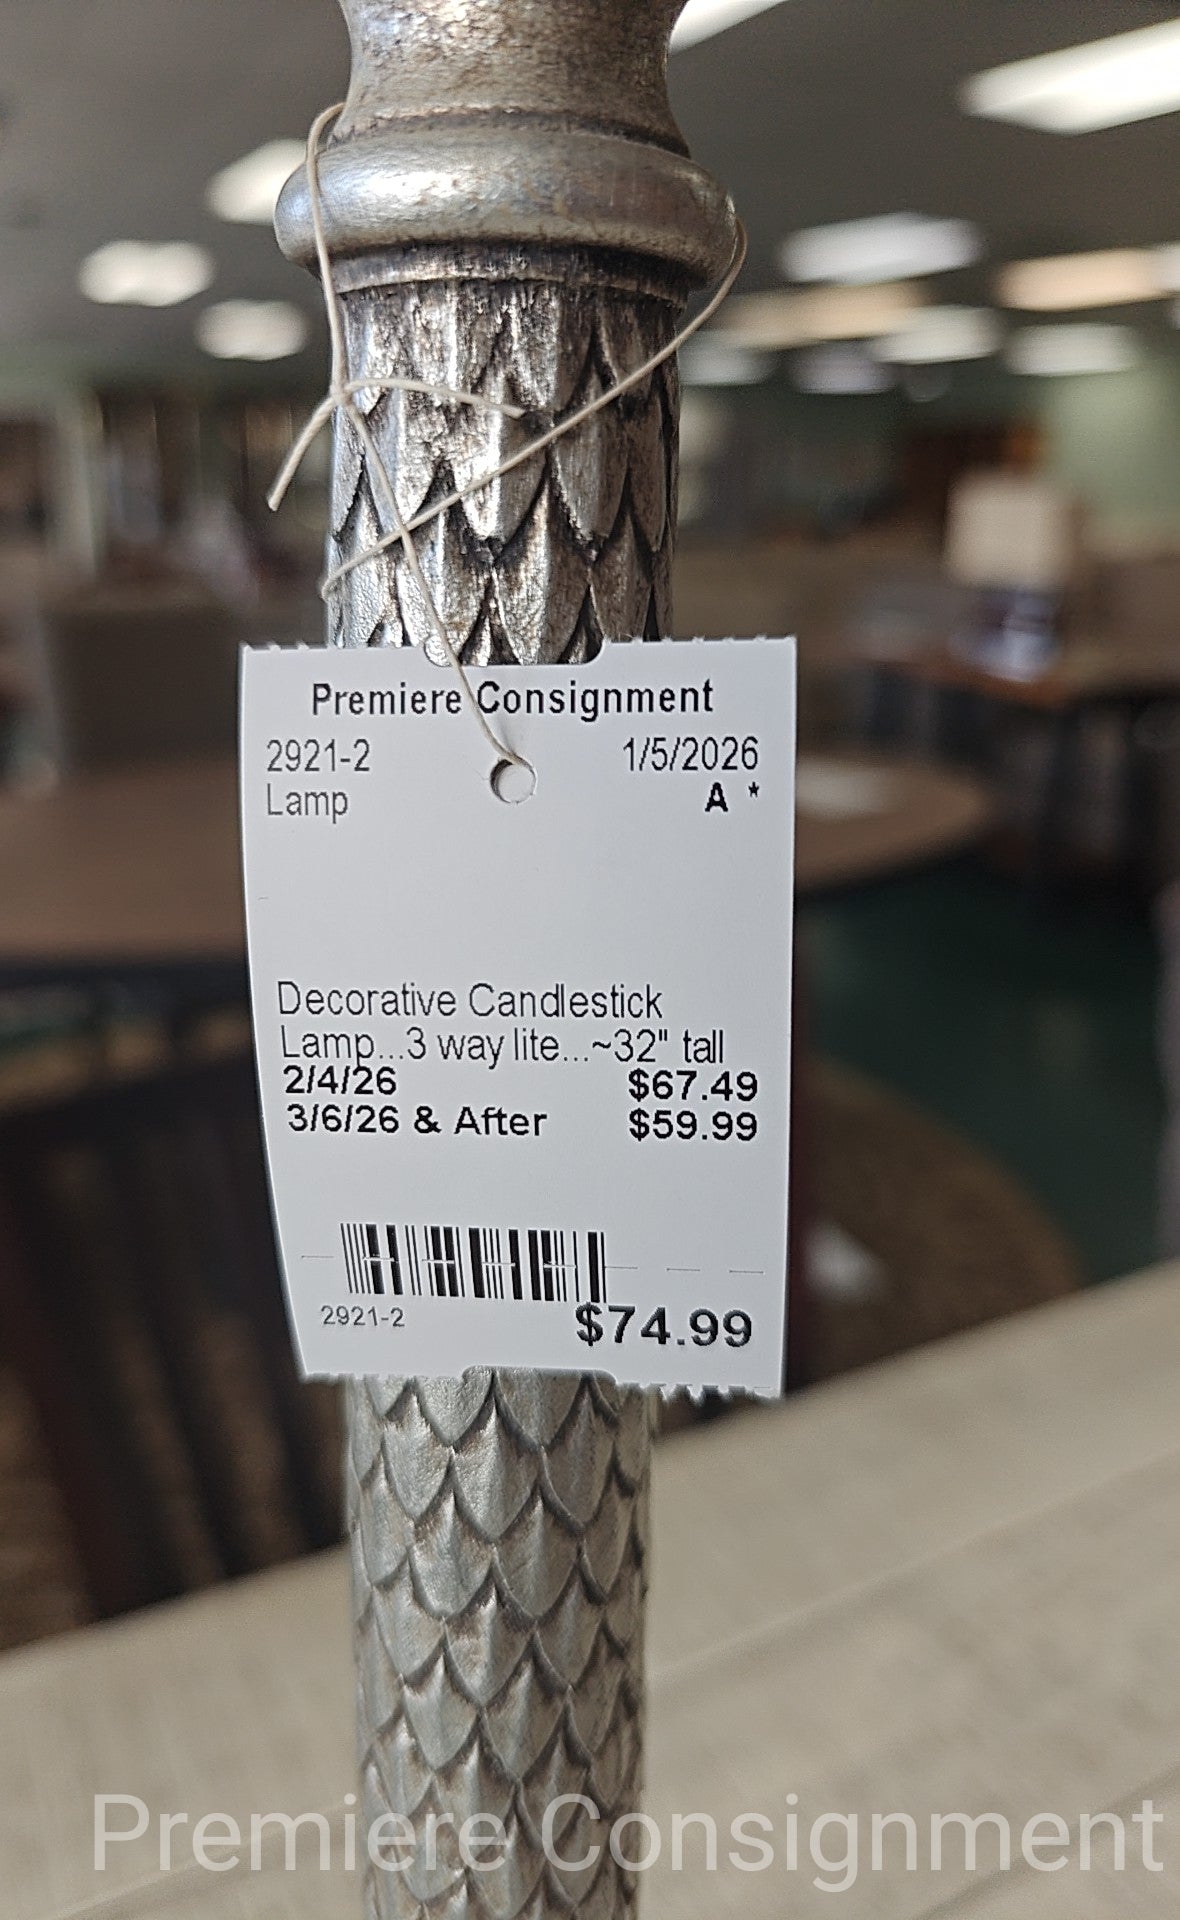 Premiere Consignment
2921-2 1/5/2026
Lamp A *
Decorative Candlestick
Lamp...3 way lite...~32" tall
2/4/26 $67.49
3/6/26 & After $59.99
2921-2 $74.99
Premiere Consignment